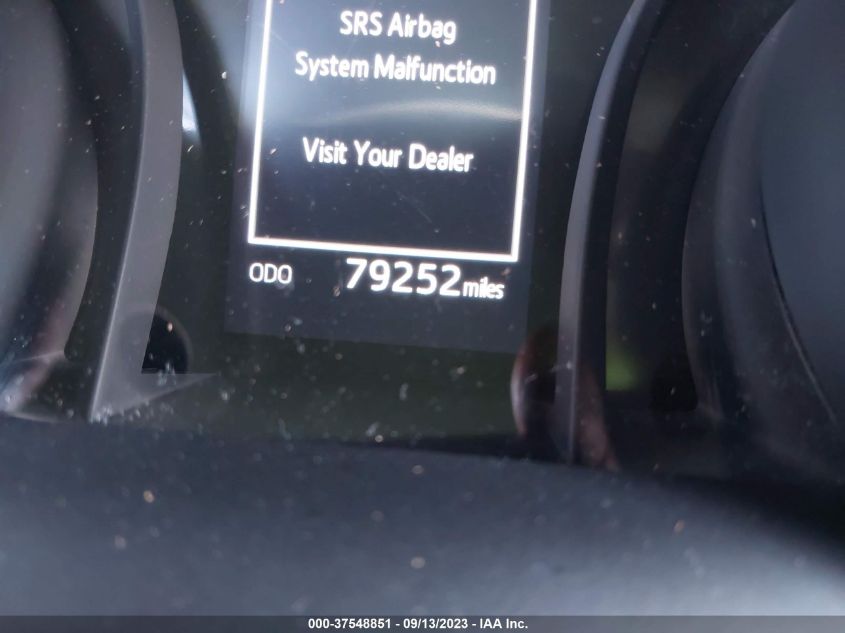 SRS Airbag
System Malfunction
Visit Your Dealer
ODO 79252 miles
000-37548851 - 09/13/2023 - IAA Inc.